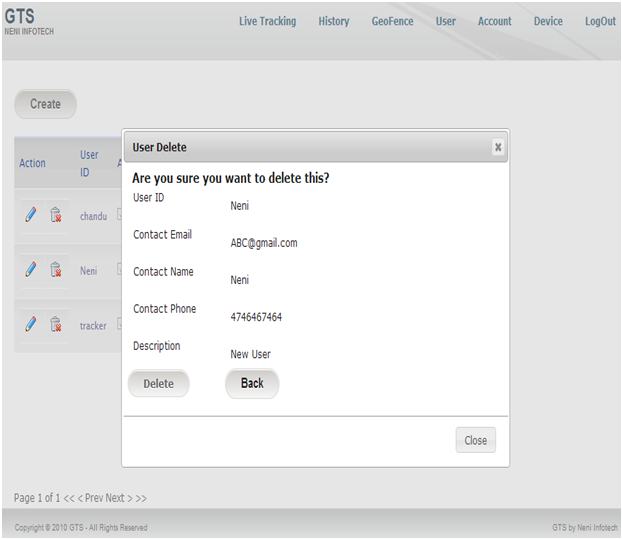 GTS
NENI INFOTECH
Live Tracking History GeoFence User Account Device LogOut
Create
Action User ID A
User Delete x
Are you sure you want to delete this?
User ID Neni
Contact Email ABC@gmail.com
Contact Name Neni
Contact Phone 4746467464
Description New User
Delete Back
Close
chandu
Neni
tracker
Page 1 of 1 << < Prev Next > >>
Copyright © 2010 GTS - All Rights Reserved GTS by Neni Infotech